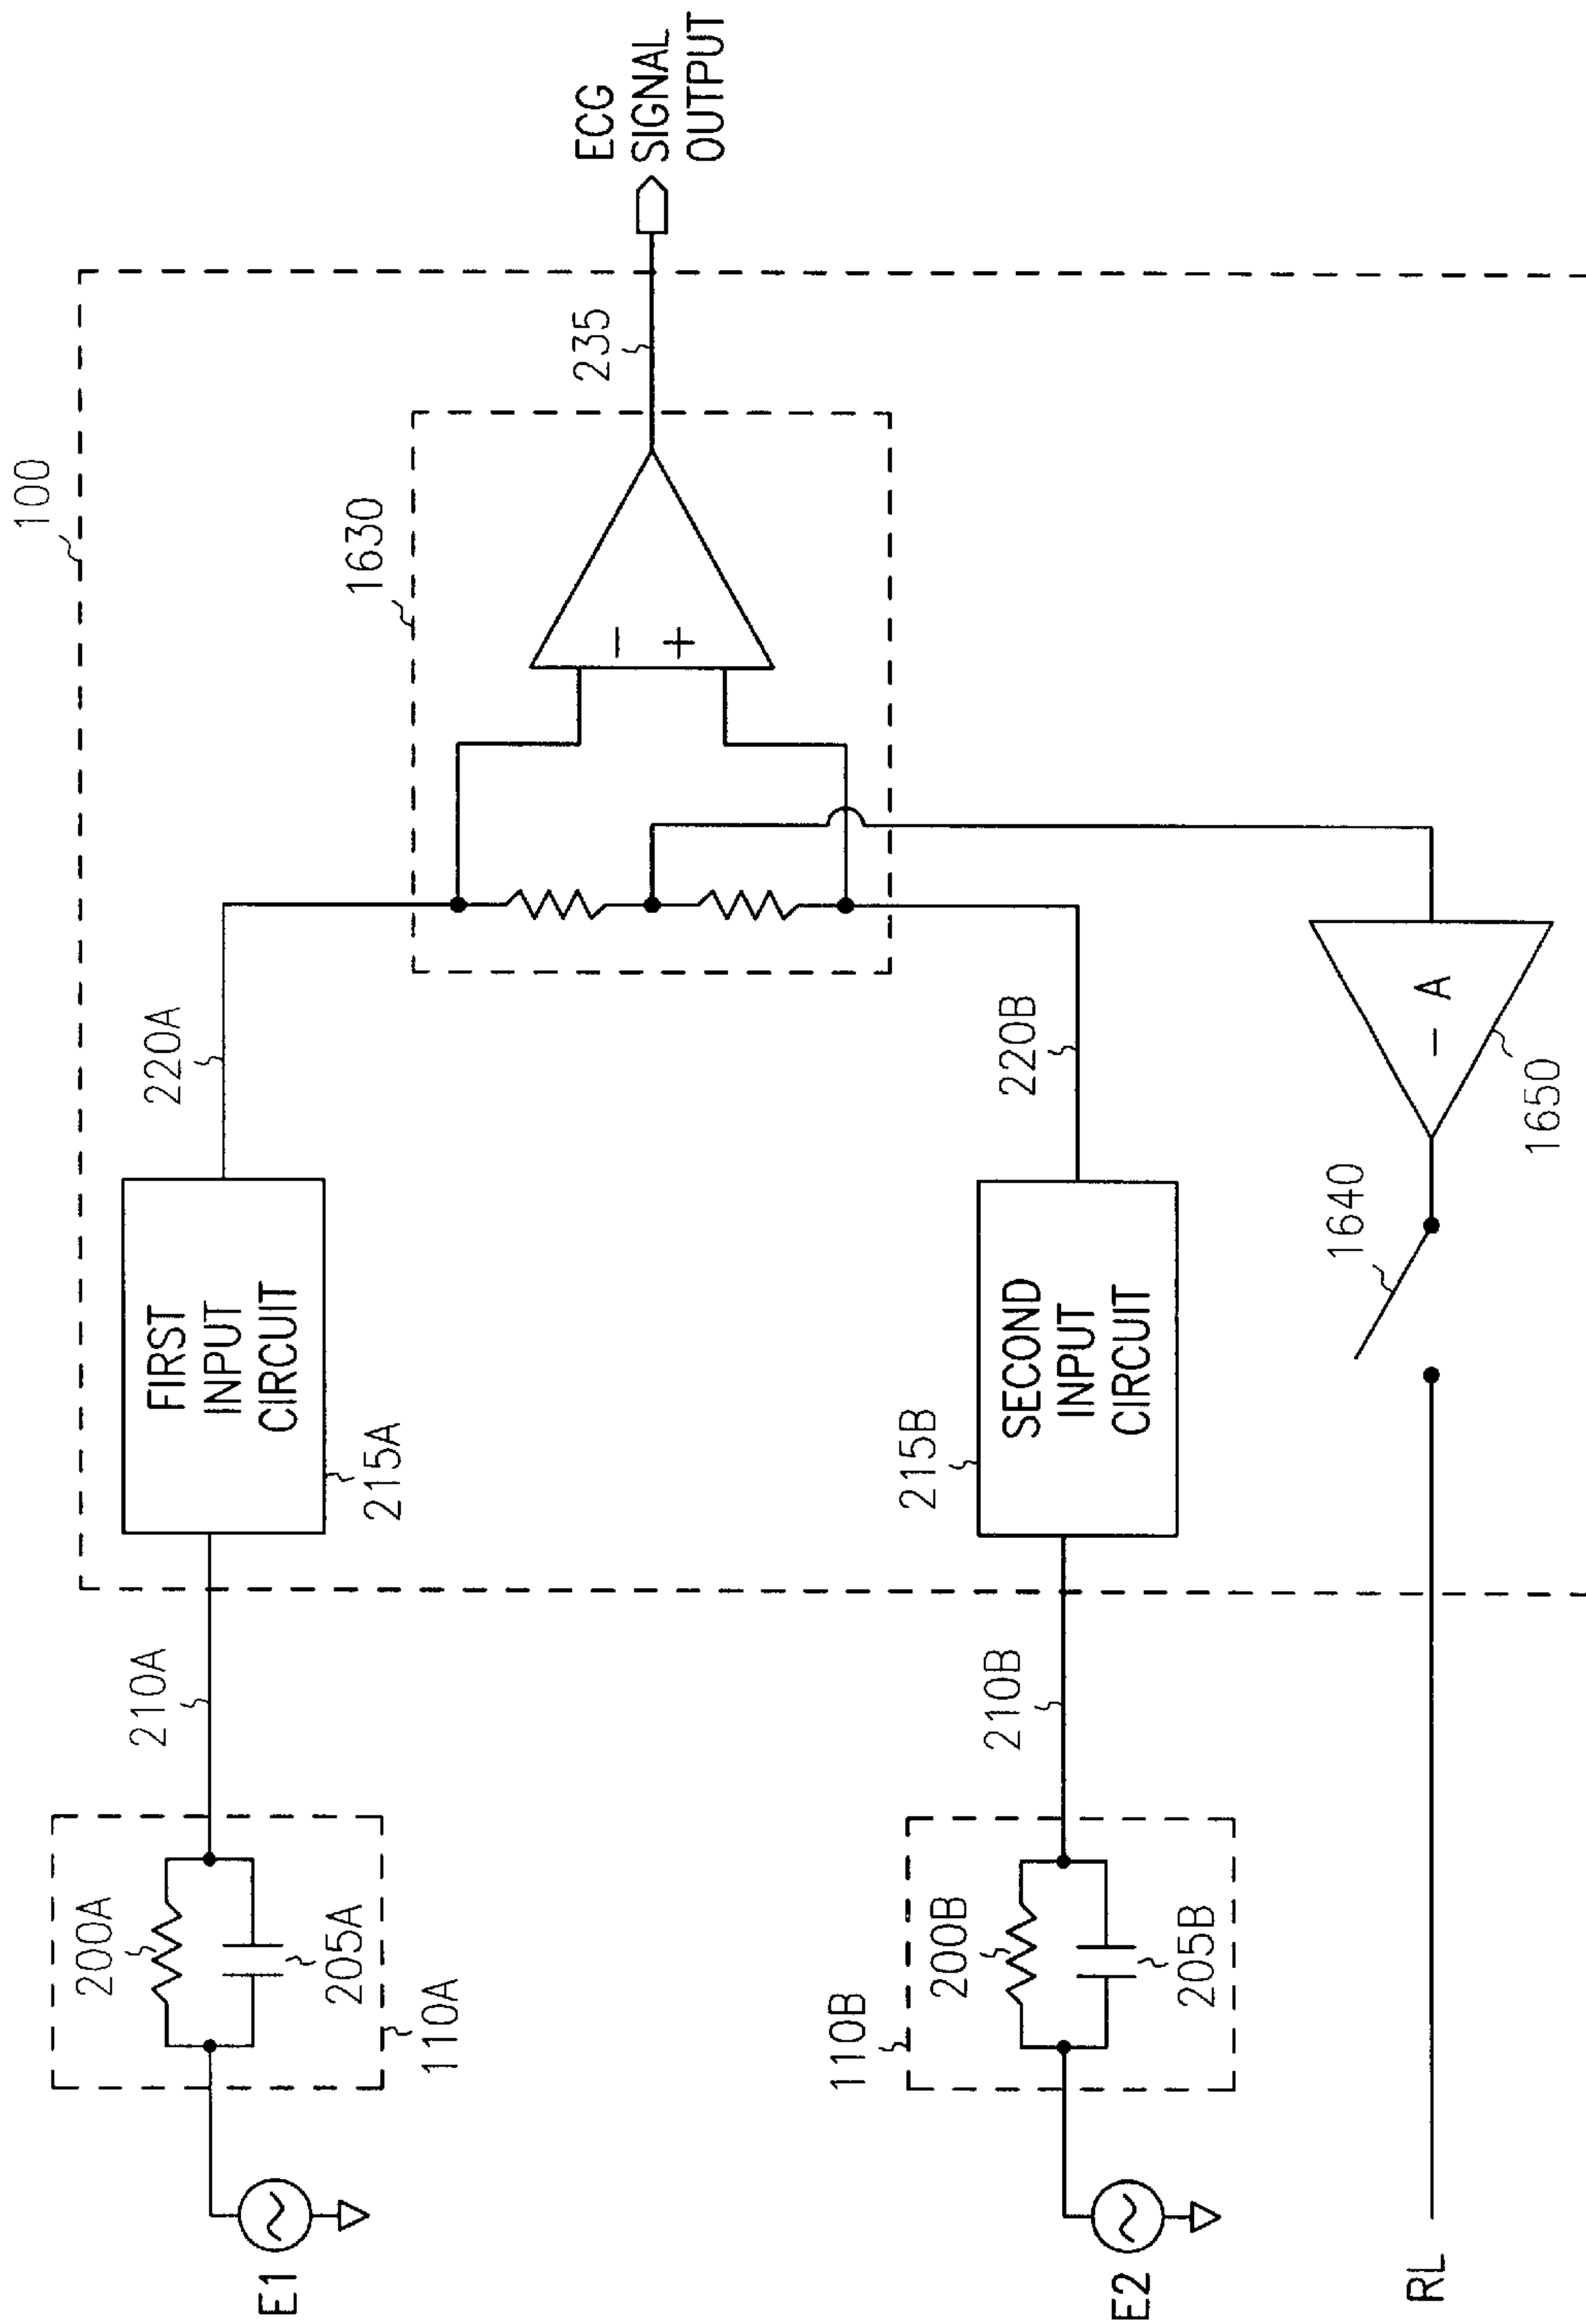 100
ECG
SIGNAL
OUTPUT
235
1630
−
+
220A
220B
− A
1650
1640
FIRST
INPUT
CIRCUIT
215A
SECOND
INPUT
CIRCUIT
215B
210A
210B
200A
205A
110A
200B
205B
110B
E1
E2
RL